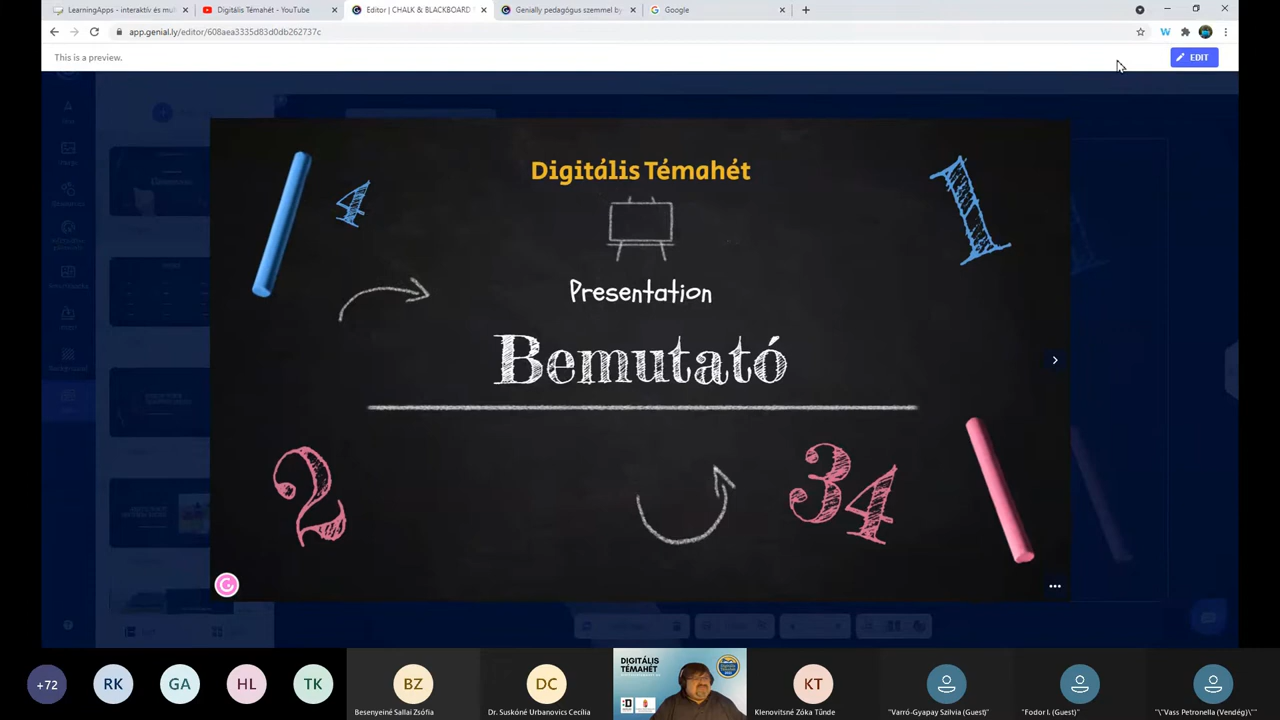 LearningApps - interaktív és mul
Digitális Témahét - YouTube
Editor | CHALK & BLACKBOARD
Genially pedagógus szemmel by
Google
app.genial.ly/editor/608aea3335d83d0db262737c
This is a preview.
EDIT
Digitális Témahét
4
1
Presentation
Bemutató
2
34
+72
RK
GA
HL
TK
BZ
Besenyeiné Sallai Zsófia
DC
Dr. Suskóné Urbanovics Cecília
DIGITÁLIS
TÉMAHÉT
KT
Klenovitsné Zóka Tünde
"Varró-Gyapay Szilvia (Guest)"
"Fodor I. (Guest)"
"\"Vass Petronella (Vendég)\""